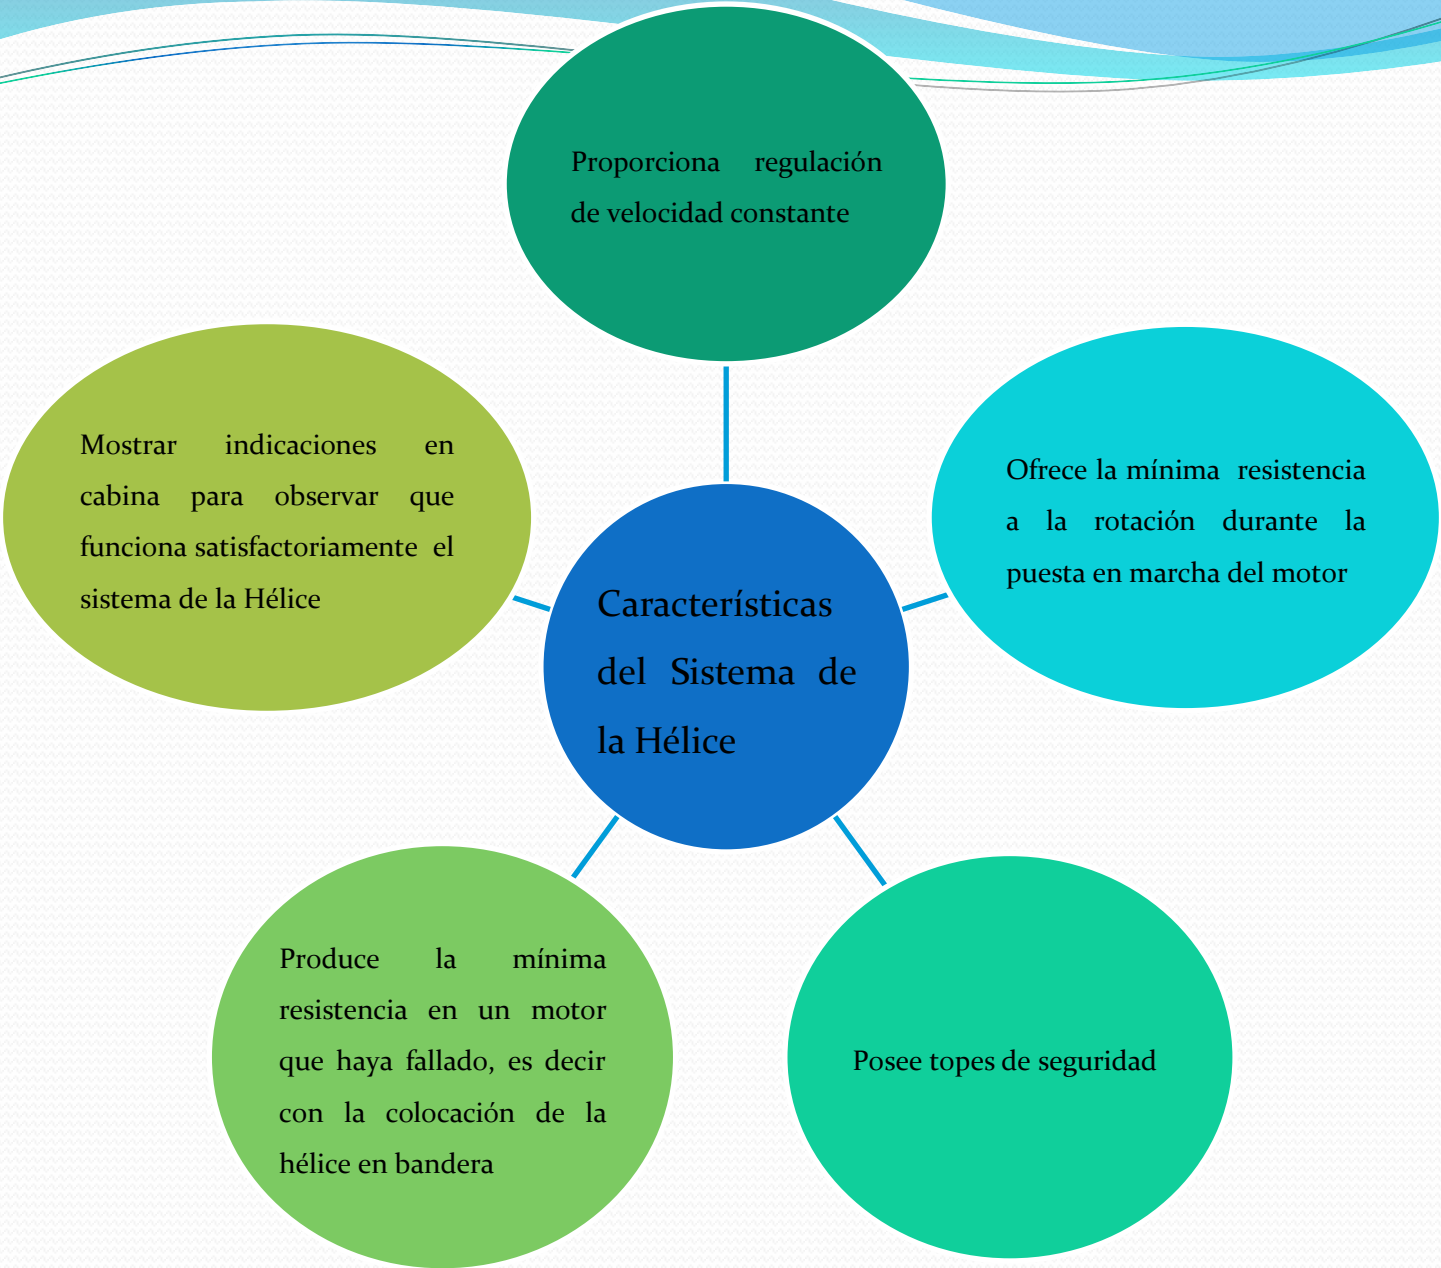 Proporciona regulación
de velocidad constante
Mostrar indicaciones en
cabina para observar que
funciona satisfactoriamente el
sistema de la Hélice
Ofrece la mínima resistencia
a la rotación durante la
puesta en marcha del motor
Características
del Sistema de
la Hélice
Produce la mínima
resistencia en un motor
que haya fallado, es decir
con la colocación de la
hélice en bandera
Posee topes de seguridad